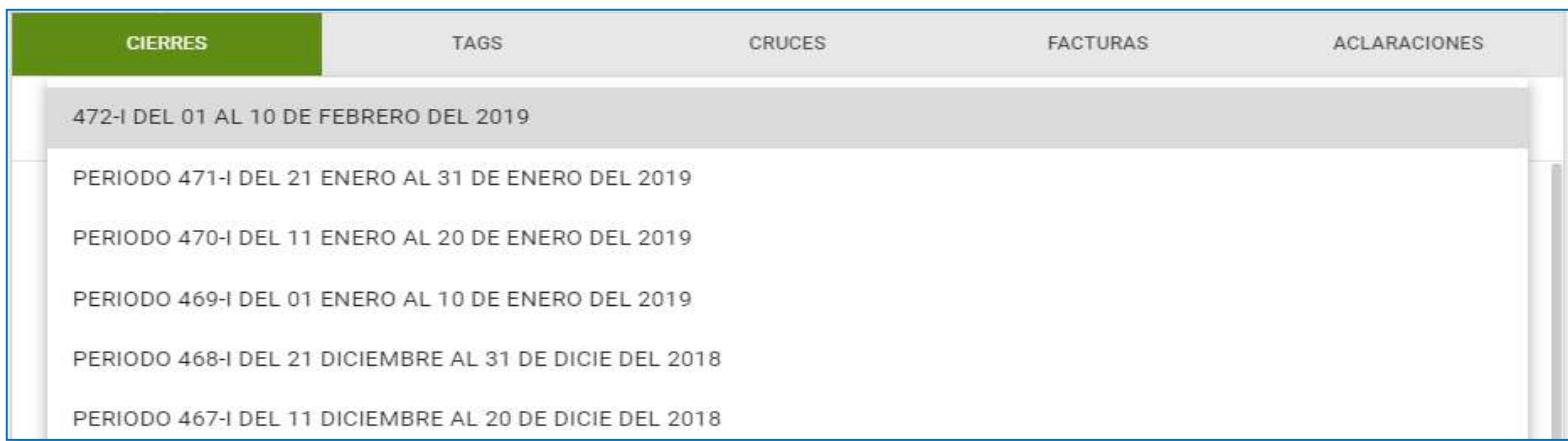 CIERRES TAGS CRUCES FACTURAS ACLARACIONES
472-I DEL 01 AL 10 DE FEBRERO DEL 2019
PERIODO 471-I DEL 21 ENERO AL 31 DE ENERO DEL 2019
PERIODO 470-I DEL 11 ENERO AL 20 DE ENERO DEL 2019
PERIODO 469-I DEL 01 ENERO AL 10 DE ENERO DEL 2019
PERIODO 468-I DEL 21 DICIEMBRE AL 31 DE DICIE DEL 2018
PERIODO 467-I DEL 11 DICIEMBRE AL 20 DE DICIE DEL 2018